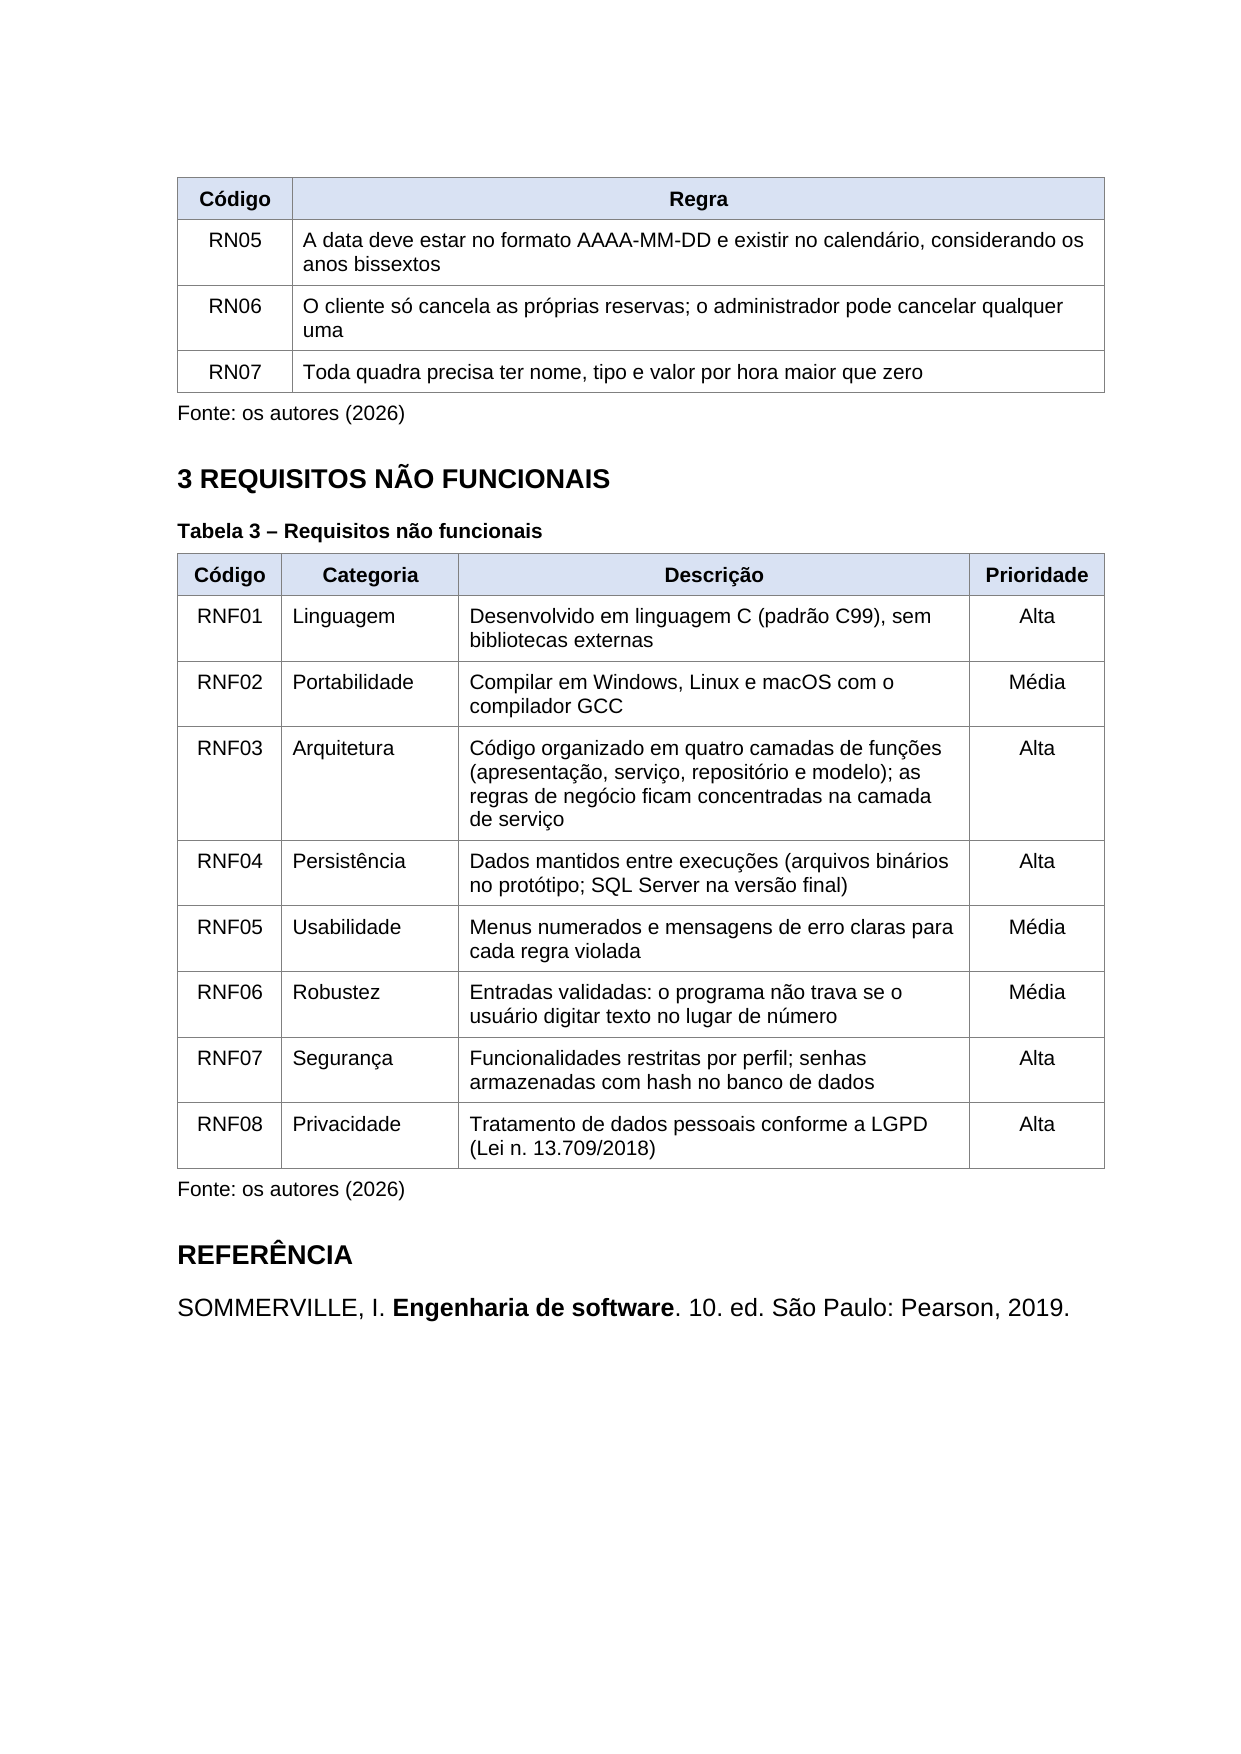 Código Regra
RN05 A data deve estar no formato AAAA-MM-DD e existir no calendário, considerando os
anos bissextos
RN06 O cliente só cancela as próprias reservas; o administrador pode cancelar qualquer
uma
RN07 Toda quadra precisa ter nome, tipo e valor por hora maior que zero
Fonte: os autores (2026)
3 REQUISITOS NÃO FUNCIONAIS
Tabela 3 – Requisitos não funcionais
Código Categoria Descrição Prioridade
RNF01 Linguagem Desenvolvido em linguagem C (padrão C99), sem Alta
bibliotecas externas
RNF02 Portabilidade Compilar em Windows, Linux e macOS com o Média
compilador GCC
RNF03 Arquitetura Código organizado em quatro camadas de funções Alta
(apresentação, serviço, repositório e modelo); as
regras de negócio ficam concentradas na camada
de serviço
RNF04 Persistência Dados mantidos entre execuções (arquivos binários Alta
no protótipo; SQL Server na versão final)
RNF05 Usabilidade Menus numerados e mensagens de erro claras para Média
cada regra violada
RNF06 Robustez Entradas validadas: o programa não trava se o Média
usuário digitar texto no lugar de número
RNF07 Segurança Funcionalidades restritas por perfil; senhas Alta
armazenadas com hash no banco de dados
RNF08 Privacidade Tratamento de dados pessoais conforme a LGPD Alta
(Lei n. 13.709/2018)
Fonte: os autores (2026)
REFERÊNCIA
SOMMERVILLE, I. Engenharia de software. 10. ed. São Paulo: Pearson, 2019.